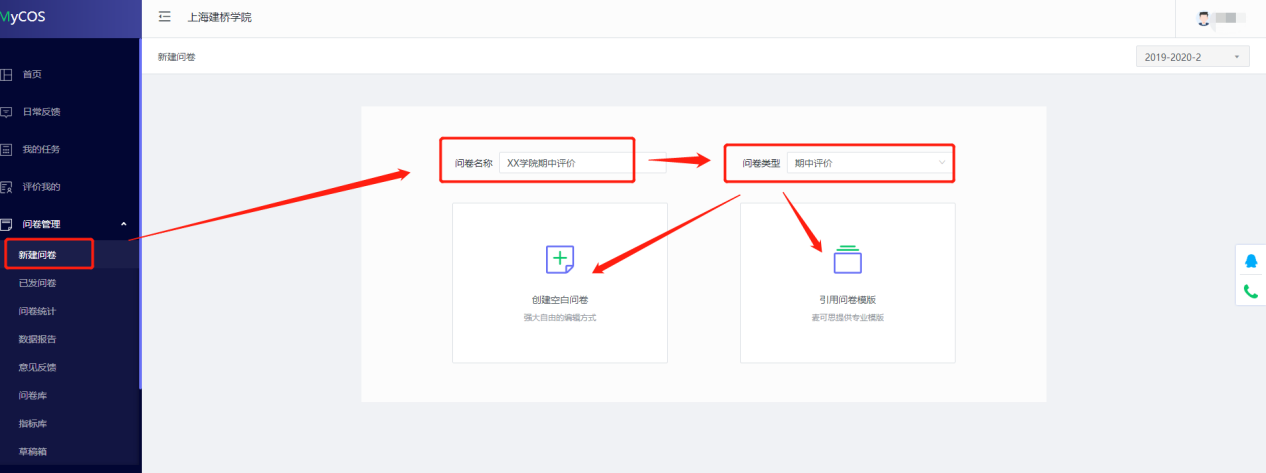 MyCOS
上海建桥学院
新建问卷
2019-2020-2
首页
日常反馈
我的任务
评价我的
问卷管理
新建问卷
已发问卷
问卷统计
数据报告
意见反馈
问卷库
指标库
草稿箱
问卷名称 XX学院期中评价
问卷类型 期中评价
创建空白问卷
强大自由的编辑方式
引用问卷模版
麦可思提供专业模版